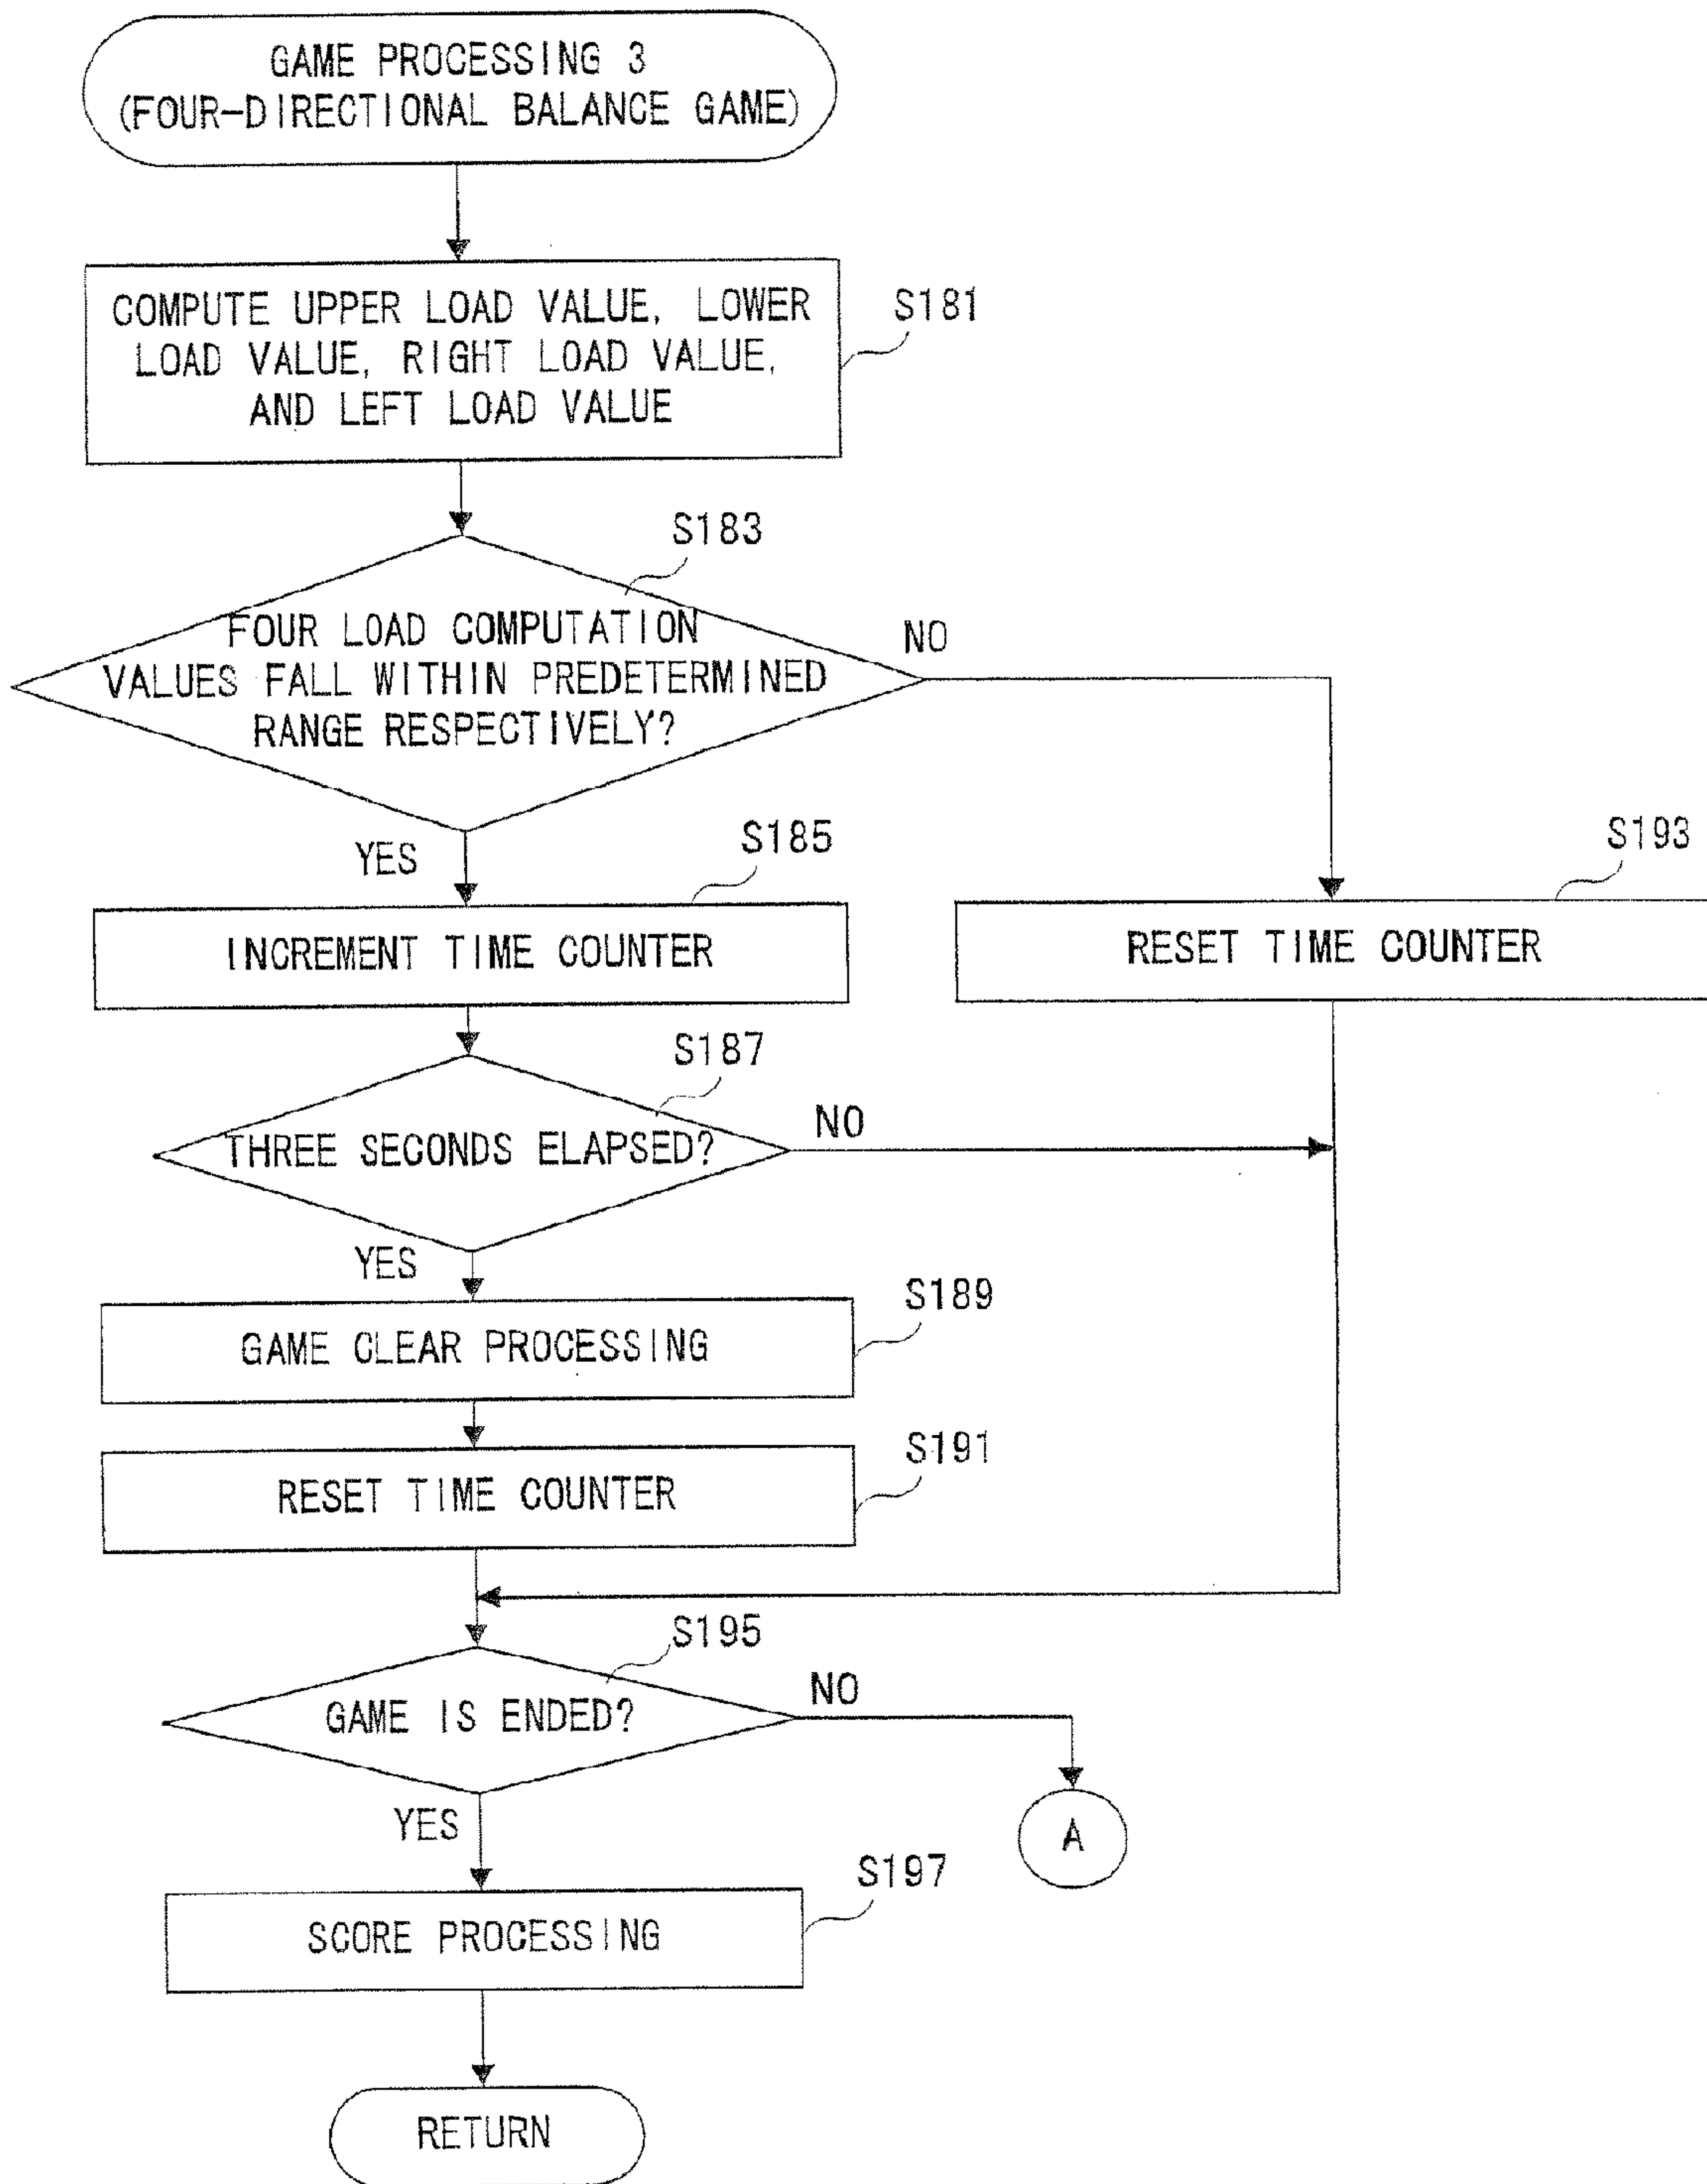 GAME PROCESSING 3
(FOUR-DIRECTIONAL BALANCE GAME)
COMPUTE UPPER LOAD VALUE, LOWER
LOAD VALUE, RIGHT LOAD VALUE,
AND LEFT LOAD VALUE
S181
S183
FOUR LOAD COMPUTATION
VALUES FALL WITHIN PREDETERMINED
RANGE RESPECTIVELY?
NO
YES
S185
S193
INCREMENT TIME COUNTER
RESET TIME COUNTER
S187
THREE SECONDS ELAPSED?
NO
YES
S189
GAME CLEAR PROCESSING
S191
RESET TIME COUNTER
S195
GAME IS ENDED?
NO
YES
A
S197
SCORE PROCESSING
RETURN